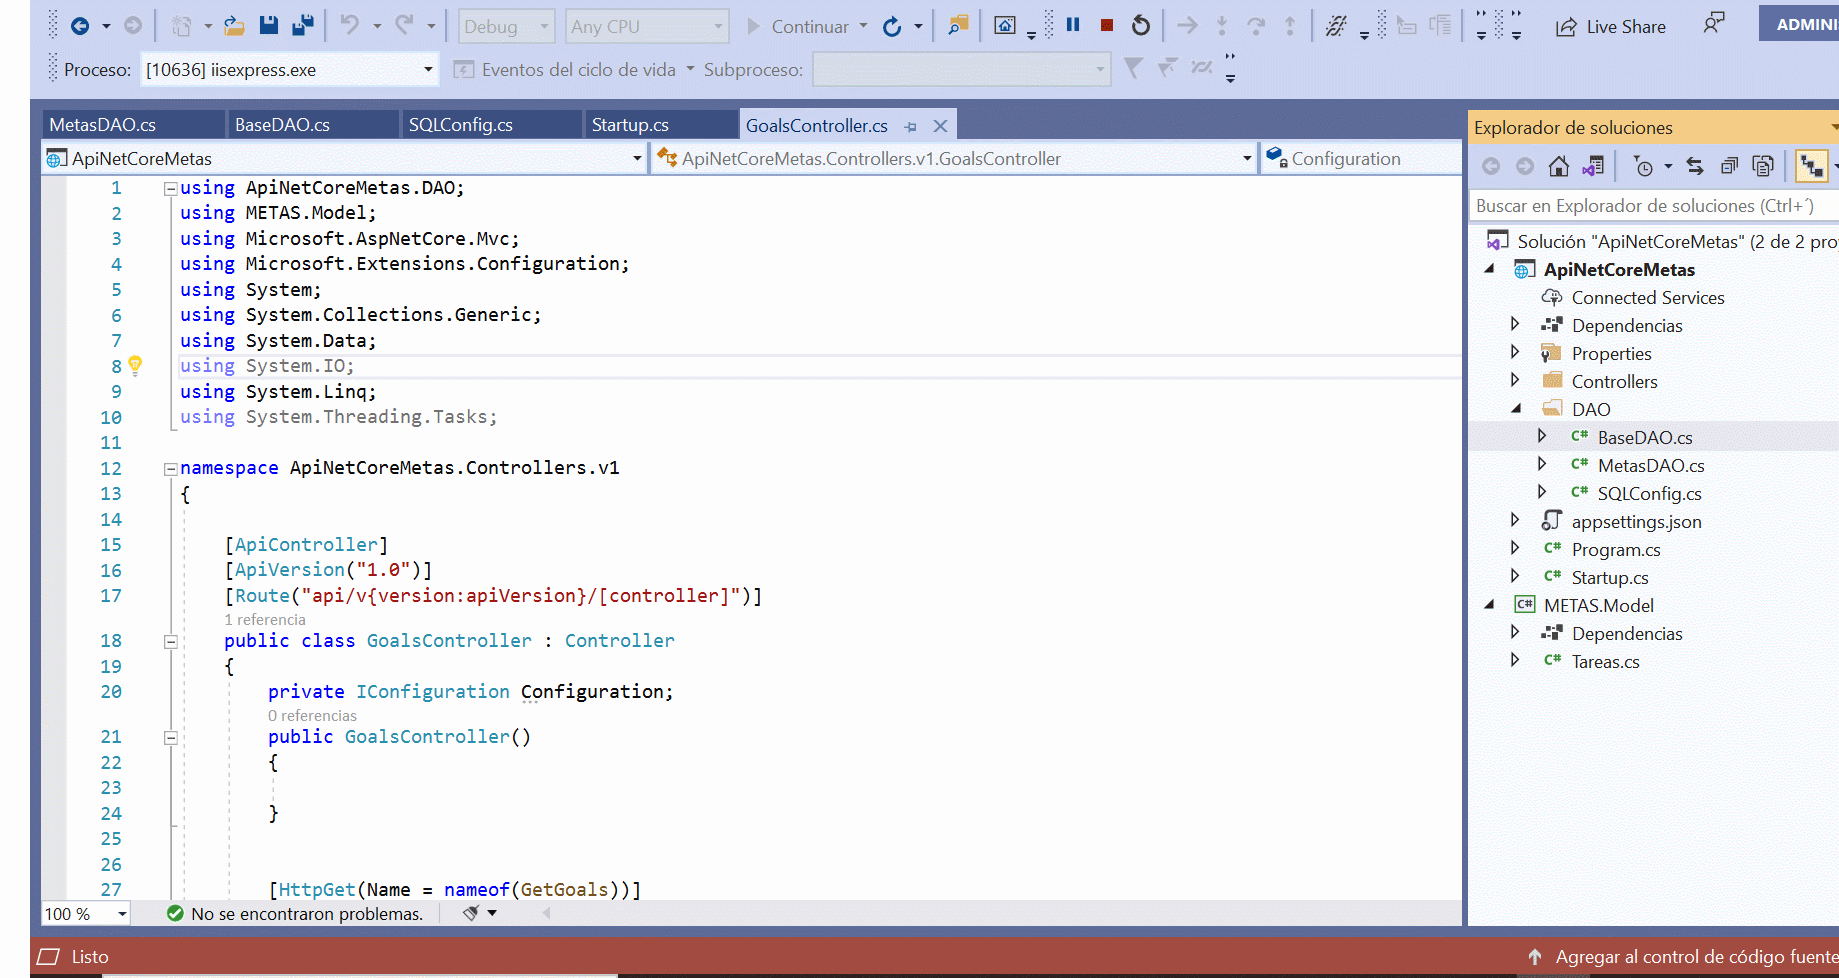 Debug Any CPU Continuar Live Share ADMINI
Proceso: [10636] iisexpress.exe Eventos del ciclo de vida Subproceso:
MetasDAO.cs BaseDAO.cs SQLConfig.cs Startup.cs GoalsController.cs
ApiNetCoreMetas ApiNetCoreMetas.Controllers.v1.GoalsController Configuration
1 using ApiNetCoreMetas.DAO;
2 using METAS.Model;
3 using Microsoft.AspNetCore.Mvc;
4 using Microsoft.Extensions.Configuration;
5 using System;
6 using System.Collections.Generic;
7 using System.Data;
8 using System.IO;
9 using System.Linq;
10 using System.Threading.Tasks;
11
12 namespace ApiNetCoreMetas.Controllers.v1
13 {
14
15 [ApiController]
16 [ApiVersion("1.0")]
17 [Route("api/v{version:apiVersion}/[controller]")]
1 referencia
18 public class GoalsController : Controller
19 {
20 private IConfiguration Configuration;
0 referencias
21 public GoalsController()
22 {
23
24 }
25
26
27 [HttpGet(Name = nameof(GetGoals))]
100 % No se encontraron problemas.
Explorador de soluciones
Buscar en Explorador de soluciones (Ctrl+´)
Solución "ApiNetCoreMetas" (2 de 2 pro
ApiNetCoreMetas
Connected Services
Dependencias
Properties
Controllers
DAO
C# BaseDAO.cs
C# MetasDAO.cs
C# SQLConfig.cs
appsettings.json
C# Program.cs
C# Startup.cs
C# METAS.Model
Dependencias
C# Tareas.cs
Listo Agregar al control de código fuente